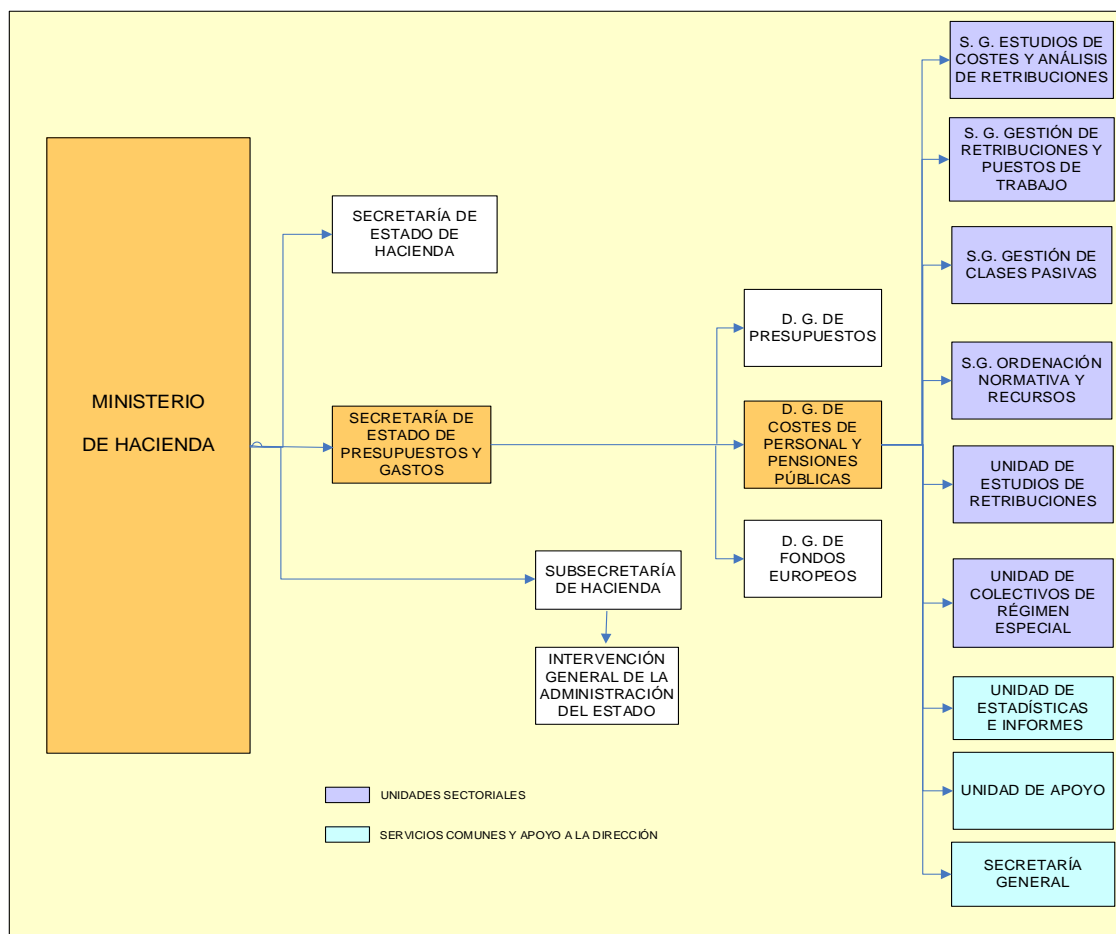 MINISTERIO
DE HACIENDA
SECRETARÍA DE
ESTADO DE
HACIENDA
SECRETARÍA DE
ESTADO DE
PRESUPUESTOS Y
GASTOS
SUBSECRETARÍA
DE HACIENDA
INTERVENCIÓN
GENERAL DE LA
ADMINISTRACIÓN
DEL ESTADO
D. G. DE
PRESUPUESTOS
D. G. DE
COSTES DE
PERSONAL Y
PENSIONES
PÚBLICAS
D. G. DE
FONDOS
EUROPEOS
S. G. ESTUDIOS DE
COSTES Y ANÁLISIS
DE RETRIBUCIONES
S. G. GESTIÓN DE
RETRIBUCIONES Y
PUESTOS DE
TRABAJO
S.G. GESTIÓN DE
CLASES PASIVAS
S.G. ORDENACIÓN
NORMATIVA Y
RECURSOS
UNIDAD DE
ESTUDIOS DE
RETRIBUCIONES
UNIDAD DE
COLECTIVOS DE
RÉGIMEN
ESPECIAL
UNIDAD DE
ESTADÍSTICAS
E INFORMES
UNIDAD DE APOYO
SECRETARÍA
GENERAL
UNIDADES SECTORIALES
SERVICIOS COMUNES Y APOYO A LA DIRECCIÓN